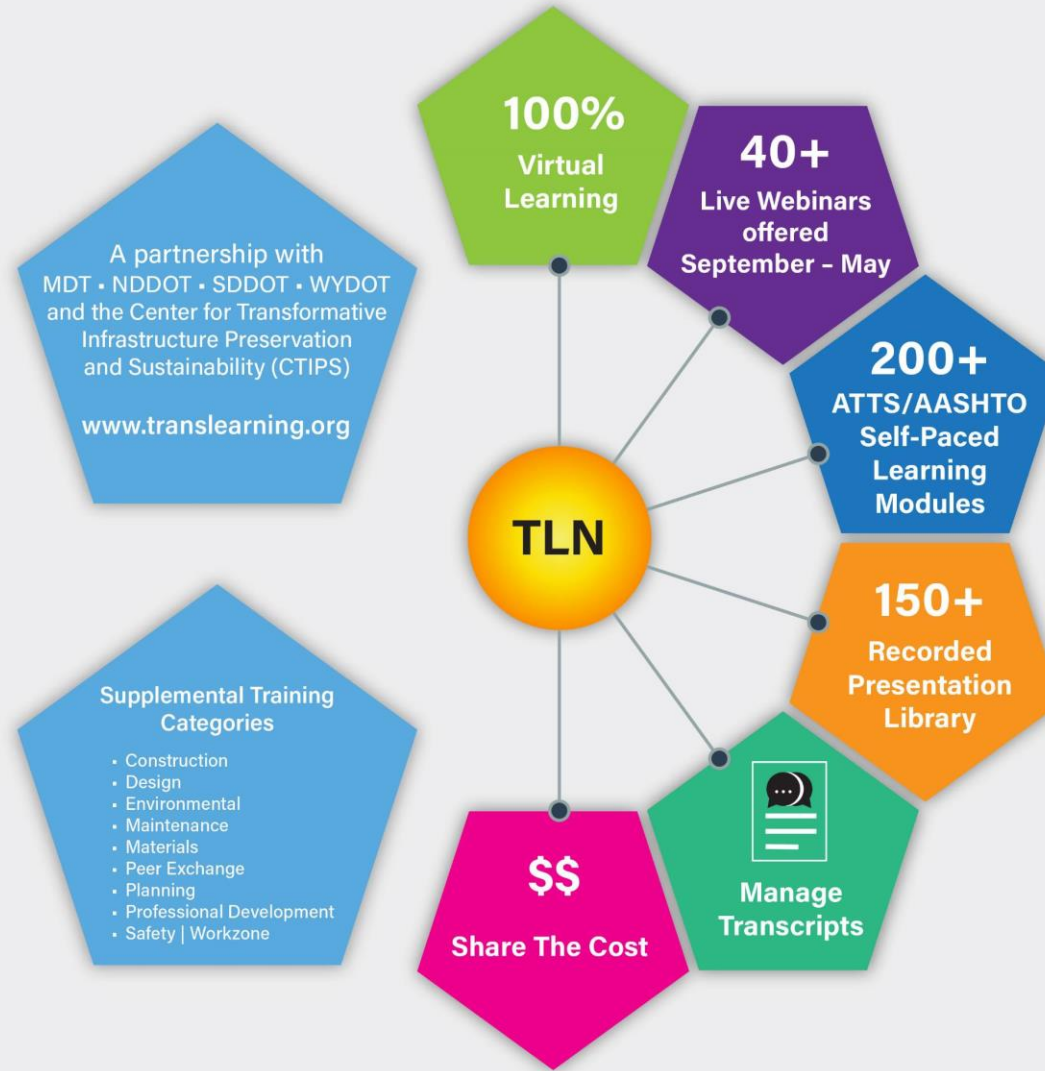 A partnership with
MDT ▪ NDDOT ▪ SDDOT ▪ WYDOT
and the Center for Transformative
Infrastructure Preservation
and Sustainability (CTIPS)
www.translearning.org
Supplemental Training
Categories
▪ Construction
▪ Design
▪ Environmental
▪ Maintenance
▪ Materials
▪ Peer Exchange
▪ Planning
▪ Professional Development
▪ Safety | Workzone
TLN
100%
Virtual
Learning
40+
Live Webinars
offered
September – May
200+
ATTS/AASHTO
Self-Paced
Learning
Modules
150+
Recorded
Presentation
Library
Manage
Transcripts
$$
Share The Cost